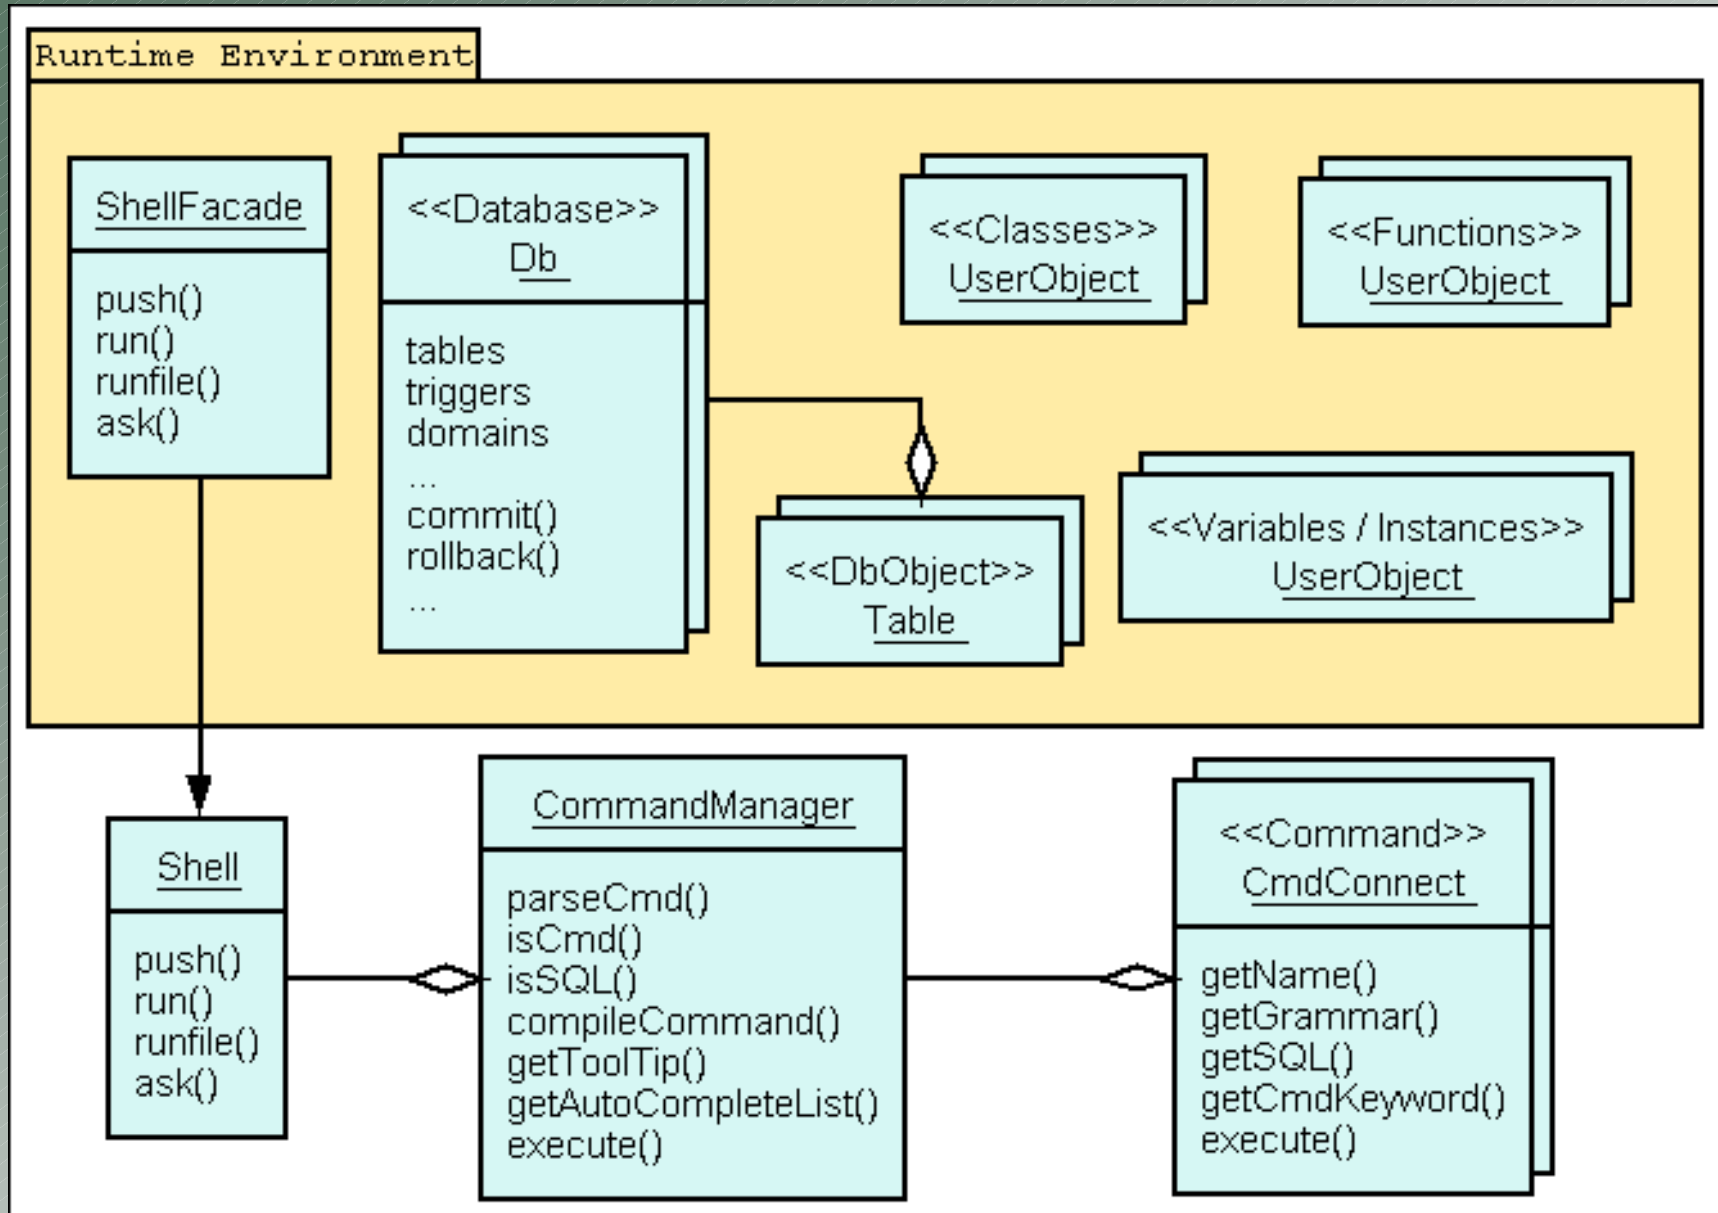 Runtime Environment
ShellFacade
push()
run()
runfile()
ask()
<<Database>>
Db
tables
triggers
domains
...
commit()
rollback()
...
<<Classes>>
UserObject
<<Functions>>
UserObject
<<DbObject>>
Table
<<Variables / Instances>>
UserObject
Shell
push()
run()
runfile()
ask()
CommandManager
parseCmd()
isCmd()
isSQL()
compileCommand()
getToolTip()
getAutoCompleteList()
execute()
<<Command>>
CmdConnect
getName()
getGrammar()
getSQL()
getCmdKeyword()
execute()